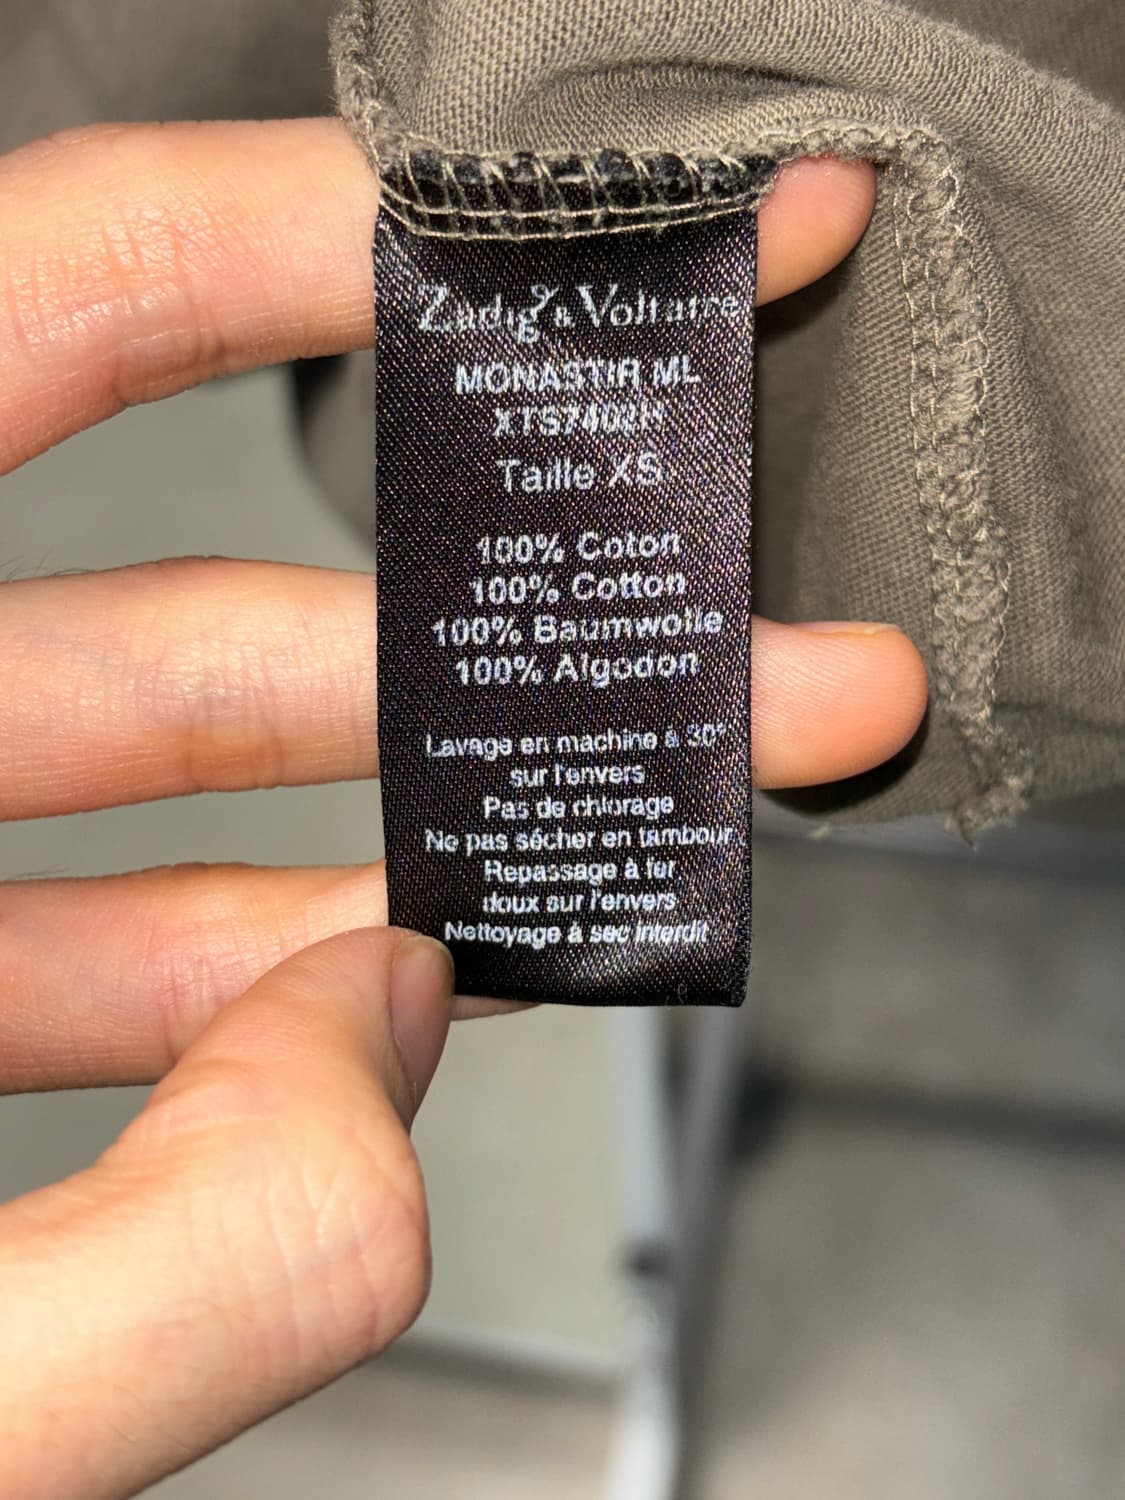 Zadig & Voltaire
MONASTIR ML
Taille XS
100% Coton
100% Cotton
100% Baumwolle
100% Algodon
Lavage en machine à 30°
sur l'envers
Pas de chlorage
Ne pas sécher en tambour
Repassage à fer
doux sur l'envers
Nettoyage à sec interdit